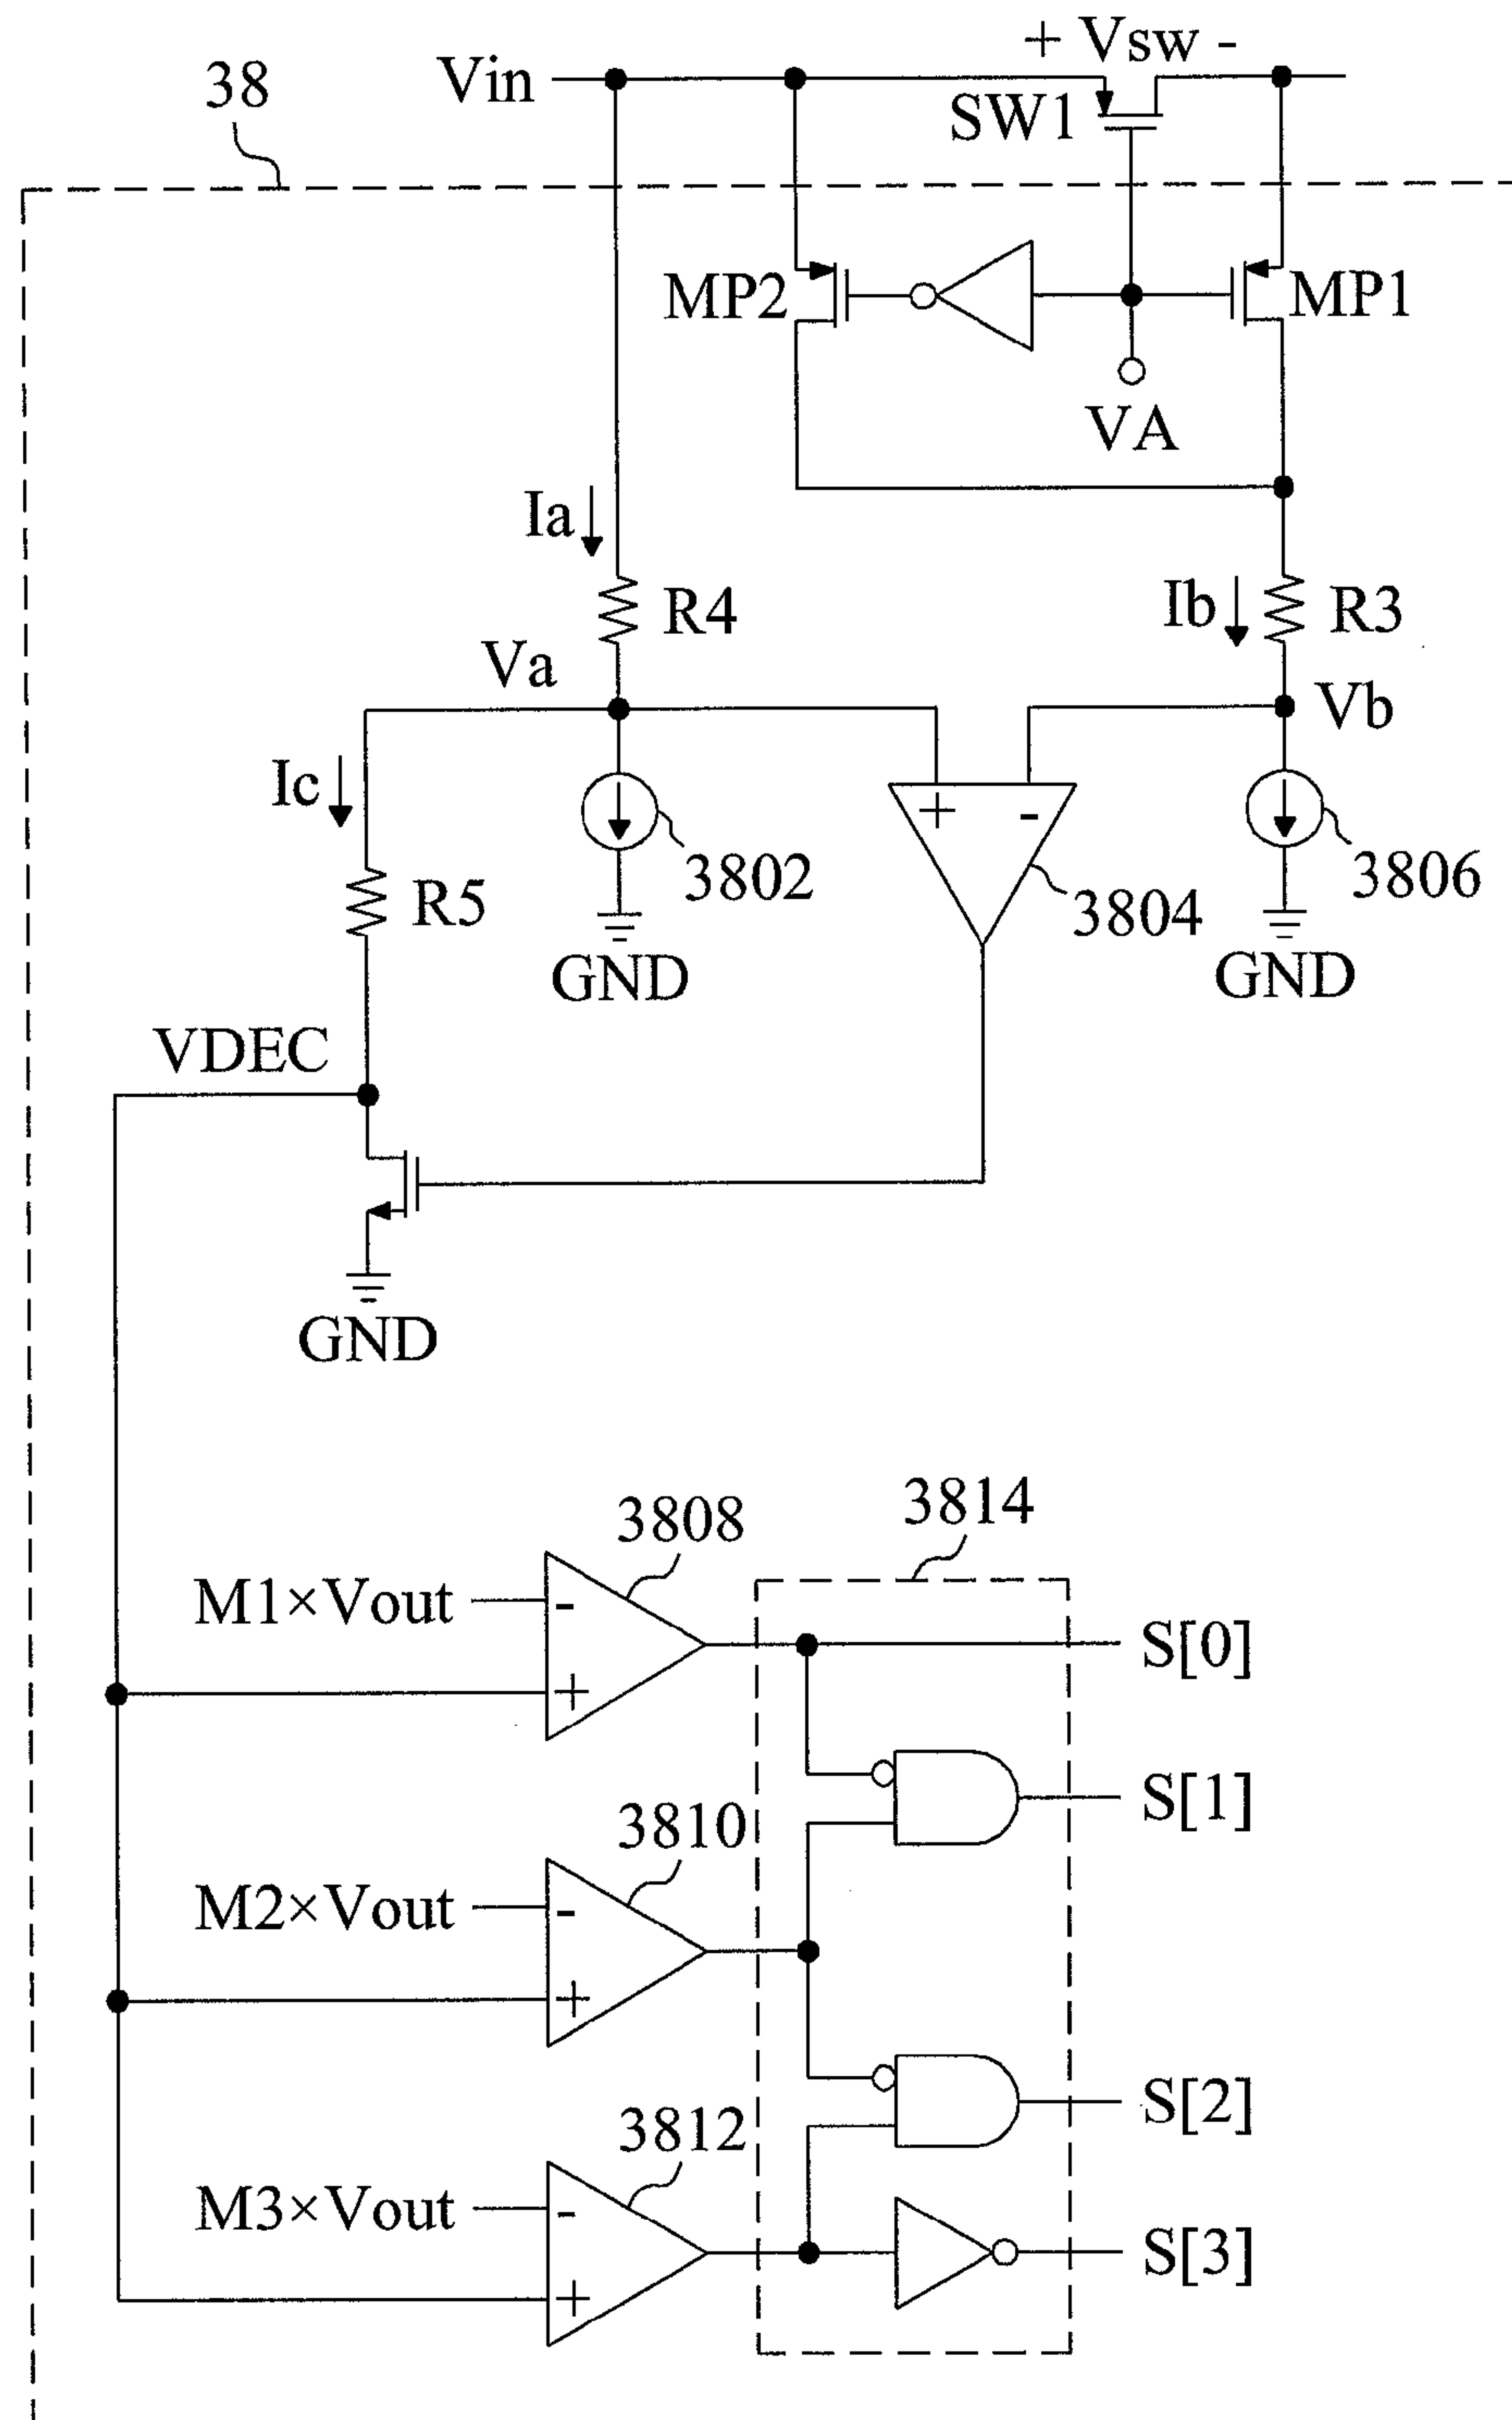 + Vsw -
Vin
38
SW1
MP2
MP1
VA
Ia
R4
Ib
R3
Va
Vb
Ic
+
-
R5
3802
3804
3806
GND
GND
VDEC
GND
3808
3814
M1×Vout
-
+
S[0]
S[1]
3810
M2×Vout
-
+
S[2]
3812
M3×Vout
-
+
S[3]